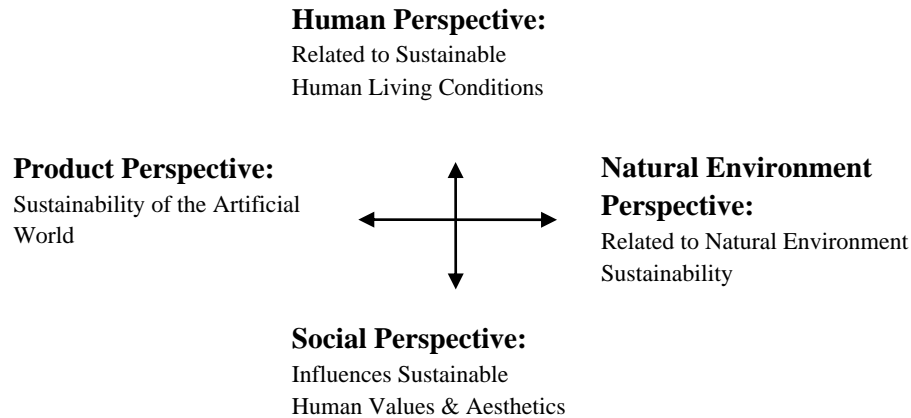 Human Perspective:
Related to Sustainable
Human Living Conditions
Product Perspective:
Sustainability of the Artificial
World
Natural Environment
Perspective:
Related to Natural Environment
Sustainability
Social Perspective:
Influences Sustainable
Human Values & Aesthetics